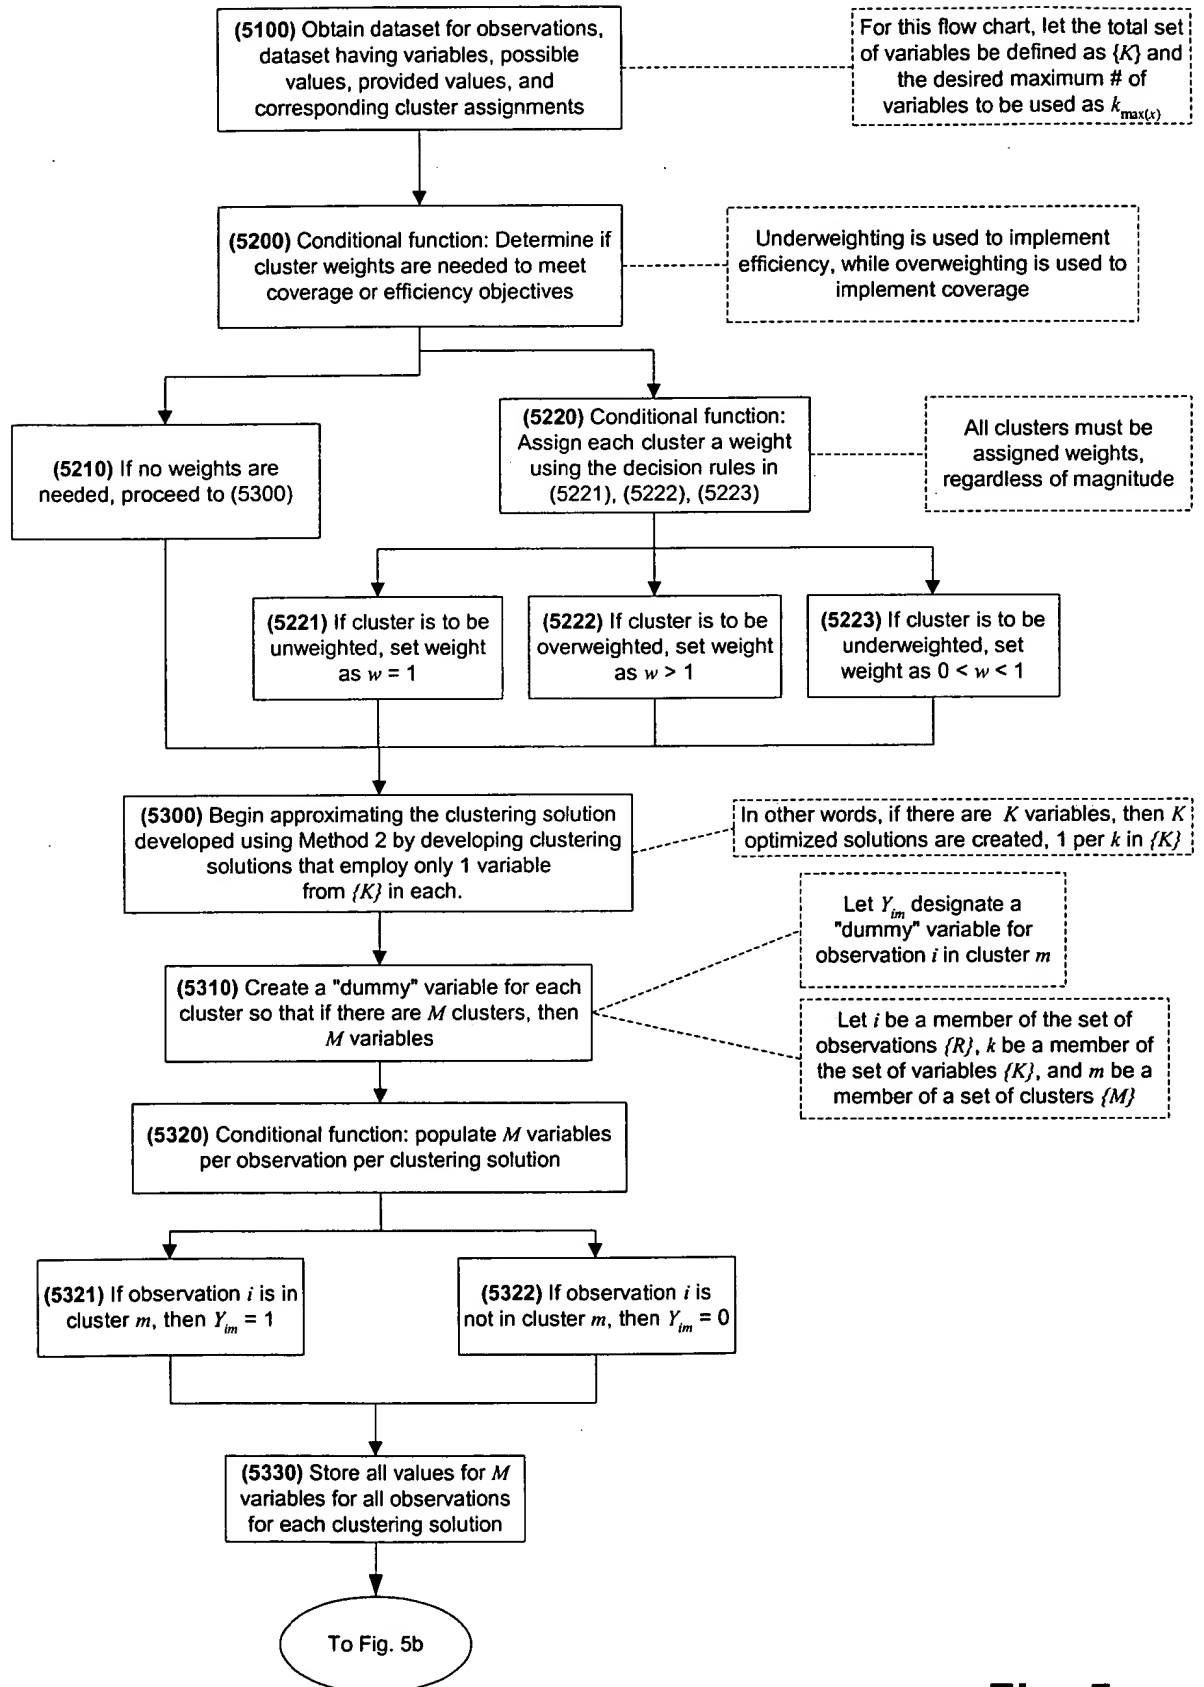 (5100) Obtain dataset for observations,
dataset having variables, possible
values, provided values, and
corresponding cluster assignments
For this flow chart, let the total set
of variables be defined as {K} and
the desired maximum # of
variables to be used as kmax(x)
(5200) Conditional function: Determine if
cluster weights are needed to meet
coverage or efficiency objectives
Underweighting is used to implement
efficiency, while overweighting is used to
implement coverage
(5210) If no weights are
needed, proceed to (5300)
(5220) Conditional function:
Assign each cluster a weight
using the decision rules in
(5221), (5222), (5223)
All clusters must be
assigned weights,
regardless of magnitude
(5221) If cluster is to be
unweighted, set weight
as w = 1
(5222) If cluster is to be
overweighted, set weight
as w > 1
(5223) If cluster is to be
underweighted, set
weight as 0 < w < 1
(5300) Begin approximating the clustering solution
developed using Method 2 by developing clustering
solutions that employ only 1 variable
from {K} in each.
In other words, if there are K variables, then K
optimized solutions are created, 1 per k in {K}
Let Yim designate a
"dummy" variable for
observation i in cluster m
(5310) Create a "dummy" variable for each
cluster so that if there are M clusters, then
M variables
Let i be a member of the set of
observations {R}, k be a member of
the set of variables {K}, and m be a
member of a set of clusters {M}
(5320) Conditional function: populate M variables
per observation per clustering solution
(5321) If observation i is in
cluster m, then Yim = 1
(5322) If observation i is
not in cluster m, then Yim = 0
(5330) Store all values for M
variables for all observations
for each clustering solution
To Fig. 5b